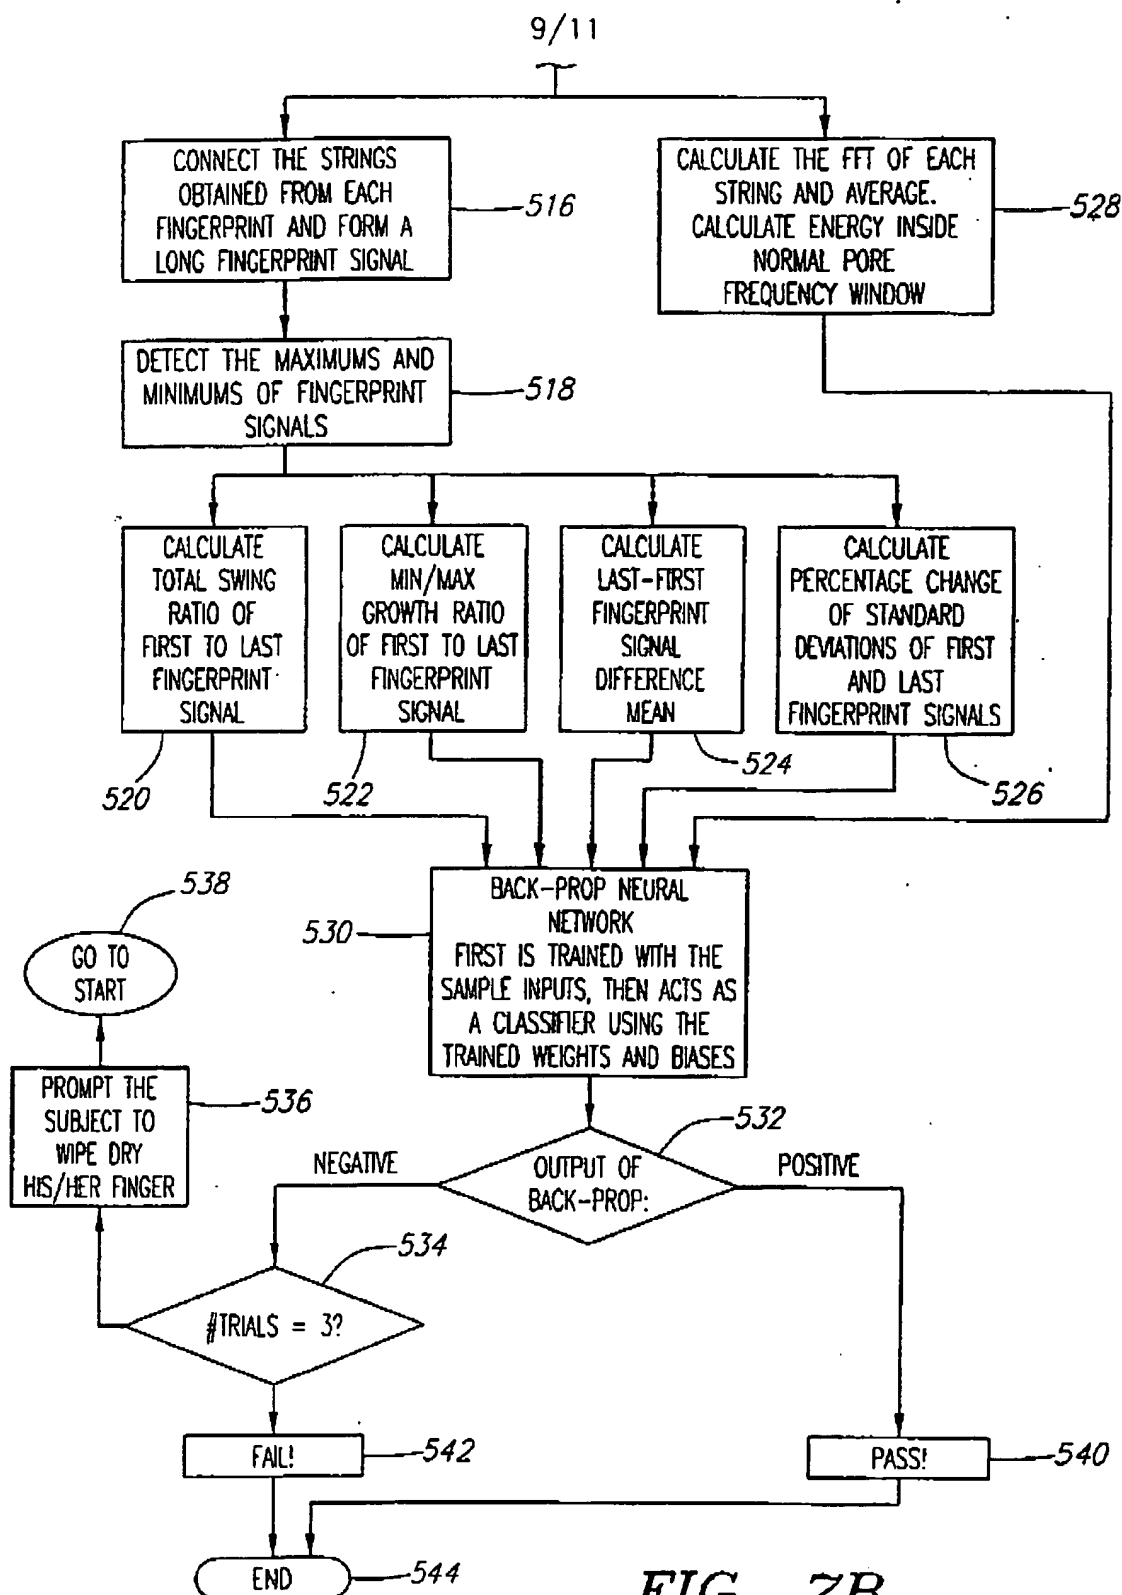 9/11
CONNECT THE STRINGS
OBTAINED FROM EACH
FINGERPRINT AND FORM A
LONG FINGERPRINT SIGNAL
516
CALCULATE THE FFT OF EACH
STRING AND AVERAGE.
CALCULATE ENERGY INSIDE
NORMAL PORE
FREQUENCY WINDOW
528
DETECT THE MAXIMUMS AND
MINIMUMS OF FINGERPRINT
SIGNALS
518
CALCULATE
TOTAL SWING
RATIO OF
FIRST TO LAST
FINGERPRINT
SIGNAL
520
CALCULATE
MIN/MAX
GROWTH RATIO
OF FIRST TO LAST
FINGERPRINT
SIGNAL
522
CALCULATE
LAST-FIRST
FINGERPRINT
SIGNAL
DIFFERENCE
MEAN
524
CALCULATE
PERCENTAGE CHANGE
OF STANDARD
DEVIATIONS OF FIRST
AND LAST
FINGERPRINT SIGNALS
526
BACK-PROP NEURAL
NETWORK
FIRST IS TRAINED WITH THE
SAMPLE INPUTS, THEN ACTS AS
A CLASSIFIER USING THE
TRAINED WEIGHTS AND BIASES
530
538
GO TO
START
PROMPT THE
SUBJECT TO
WIPE DRY
HIS/HER FINGER
536
532
OUTPUT OF
BACK-PROP:
NEGATIVE
POSITIVE
534
#TRIALS = 3?
FAIL!
542
PASS!
540
END
544
FIG. 7B